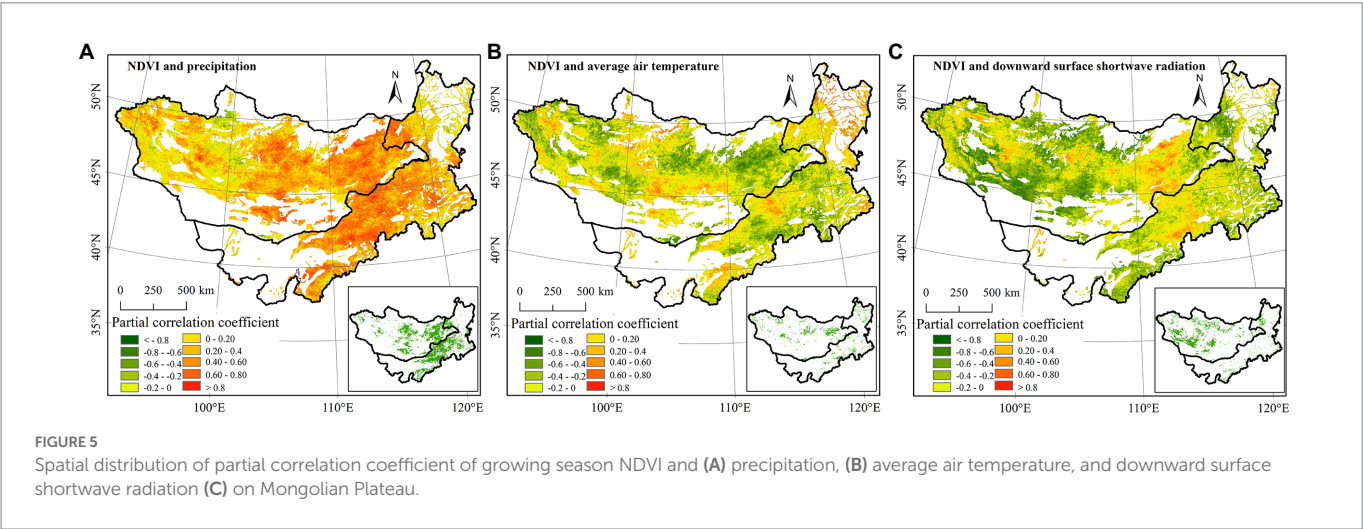 A
NDVI and precipitation
N
50°N
45°N
40°N
35°N
0 250 500 km
Partial correlation coefficient
< - 0.8
-0.8 - -0.6
-0.6 - -0.4
-0.4 - -0.2
-0.2 - 0
0 - 0.20
0.20 - 0.4
0.40 - 0.60
0.60 - 0.80
> 0.8
100°E
110°E
120°E
B
NDVI and average air temperature
N
50°N
45°N
40°N
35°N
0 250 500 km
Partial correlation coefficient
< - 0.8
-0.8 - -0.6
-0.6 - -0.4
-0.4 - -0.2
-0.2 - 0
0 - 0.20
0.20 - 0.4
0.40 - 0.60
0.60 - 0.80
> 0.8
100°E
110°E
120°E
C
NDVI and downward surface shortwave radiation
N
50°N
45°N
40°N
35°N
0 250 500 km
Partial correlation coefficient
< - 0.8
-0.8 - -0.6
-0.6 - -0.4
-0.4 - -0.2
-0.2 - 0
0 - 0.20
0.20 - 0.4
0.40 - 0.60
0.60 - 0.80
> 0.8
100°E
110°E
120°E
FIGURE 5
Spatial distribution of partial correlation coefficient of growing season NDVI and (A) precipitation, (B) average air temperature, and downward surface
shortwave radiation (C) on Mongolian Plateau.